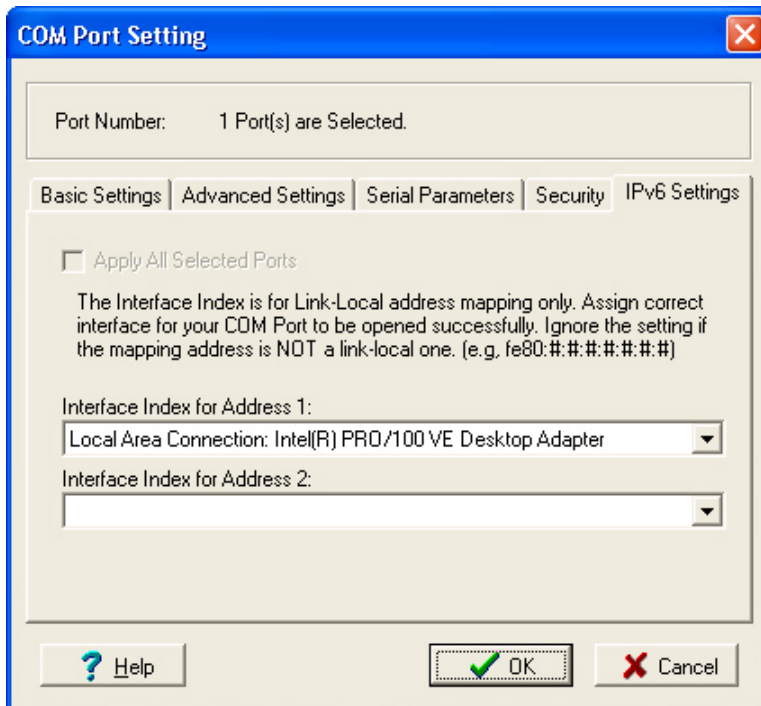 COM Port Setting
Port Number: 1 Port(s) are Selected.
Basic Settings Advanced Settings Serial Parameters Security IPv6 Settings
Apply All Selected Ports
The Interface Index is for Link-Local address mapping only. Assign correct
interface for your COM Port to be opened successfully. Ignore the setting if
the mapping address is NOT a link-local one. (e.g, fe80:#:#:#:#:#:#:#)
Interface Index for Address 1:
Local Area Connection: Intel(R) PRO/100 VE Desktop Adapter
Interface Index for Address 2:
? Help OK Cancel